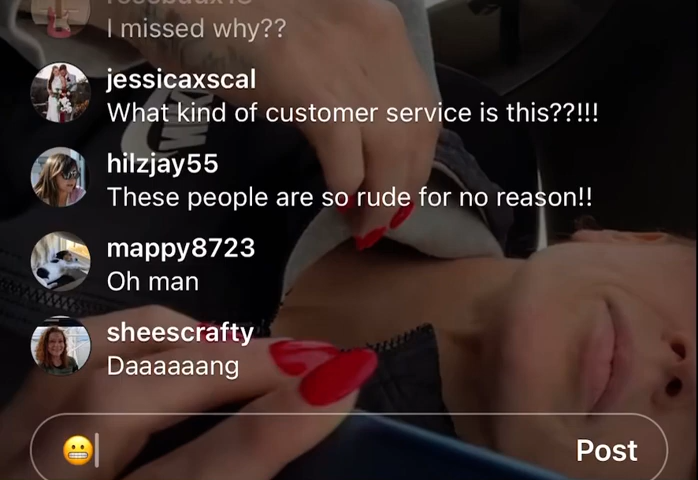 I missed why??
jessicaxscal
What kind of customer service is this??!!!
hilzjay55
These people are so rude for no reason!!
mappy8723
Oh man
sheescrafty
Daaaaaang
😬
Post